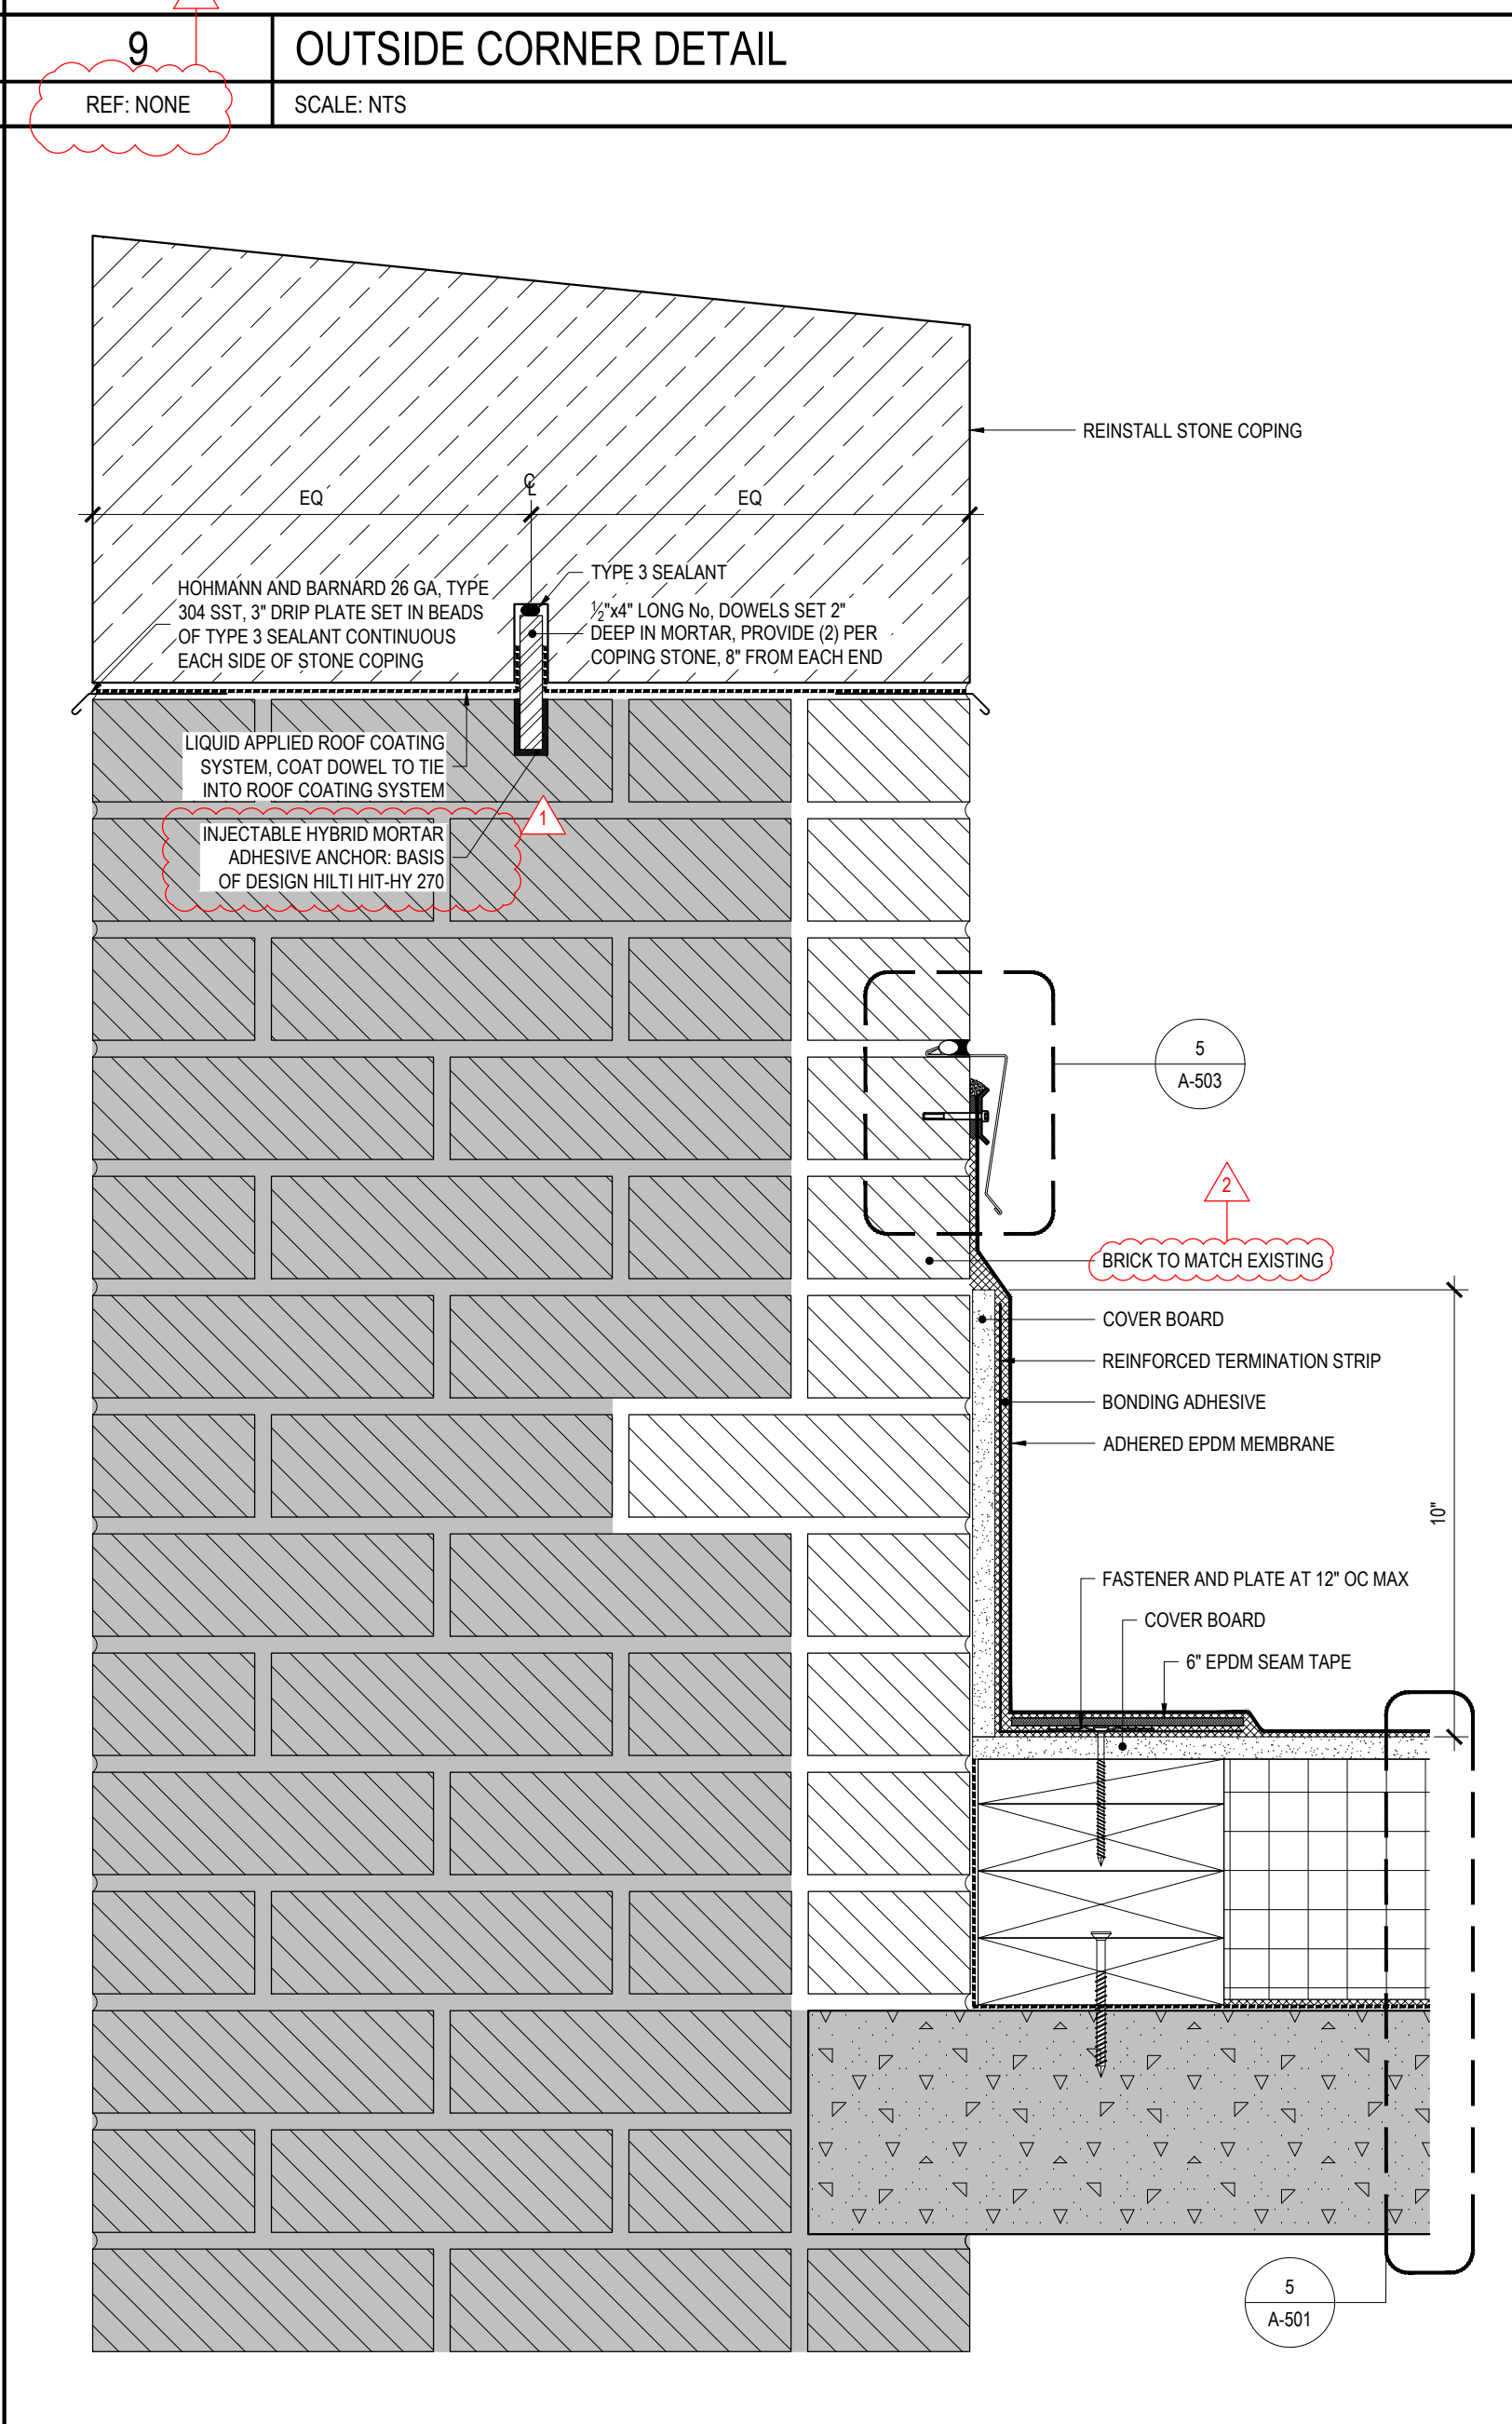 9
OUTSIDE CORNER DETAIL
REF: NONE
SCALE: NTS
REINSTALL STONE COPING
EQ
℄
EQ
HOHMANN AND BARNARD 26 GA, TYPE
304 SST, 3" DRIP PLATE SET IN BEADS
OF TYPE 3 SEALANT CONTINUOUS
EACH SIDE OF STONE COPING
TYPE 3 SEALANT
½"x4" LONG No, DOWELS SET 2"
DEEP IN MORTAR, PROVIDE (2) PER
COPING STONE, 8" FROM EACH END
LIQUID APPLIED ROOF COATING
SYSTEM, COAT DOWEL TO TIE
INTO ROOF COATING SYSTEM
1
INJECTABLE HYBRID MORTAR
ADHESIVE ANCHOR: BASIS
OF DESIGN HILTI HIT-HY 270
5
A-503
2
BRICK TO MATCH EXISTING
COVER BOARD
REINFORCED TERMINATION STRIP
BONDING ADHESIVE
ADHERED EPDM MEMBRANE
10"
FASTENER AND PLATE AT 12" OC MAX
COVER BOARD
6" EPDM SEAM TAPE
5
A-501